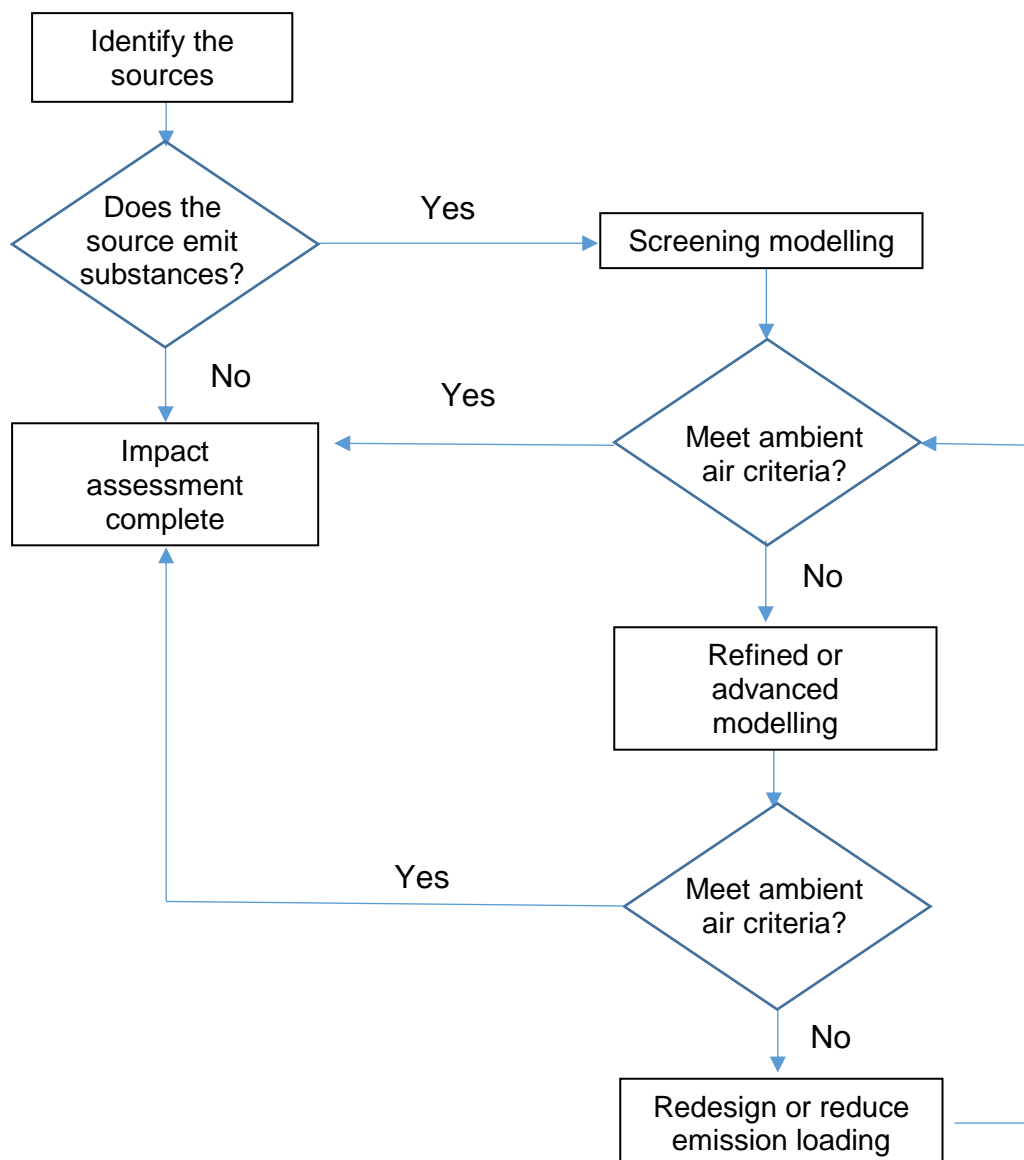 Identify the
sources
Does the
source emit
substances?
Yes
Screening modelling
No
Yes
Impact
assessment
complete
Meet ambient
air criteria?
No
Refined or
advanced
modelling
Yes
Meet ambient
air criteria?
No
Redesign or reduce
emission loading